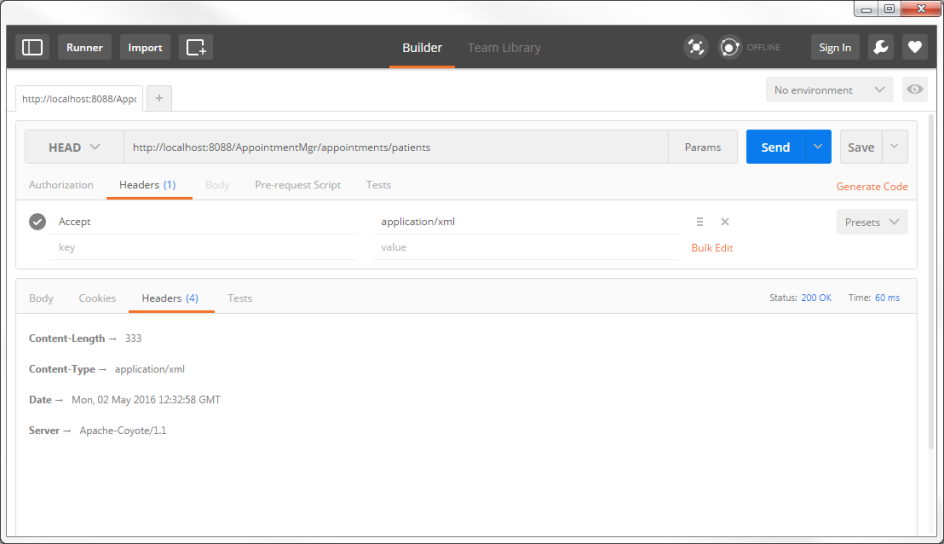 Runner Import Builder Team Library OFFLINE Sign In
http://localhost:8088/Appo + No environment
HEAD http://localhost:8088/AppointmentMgr/appointments/patients Params Send Save
Authorization Headers (1) Body Pre-request Script Tests Generate Code
Accept application/xml Presets
key value Bulk Edit
Body Cookies Headers (4) Tests Status: 200 OK Time: 60 ms
Content-Length → 333
Content-Type → application/xml
Date → Mon, 02 May 2016 12:32:58 GMT
Server → Apache-Coyote/1.1